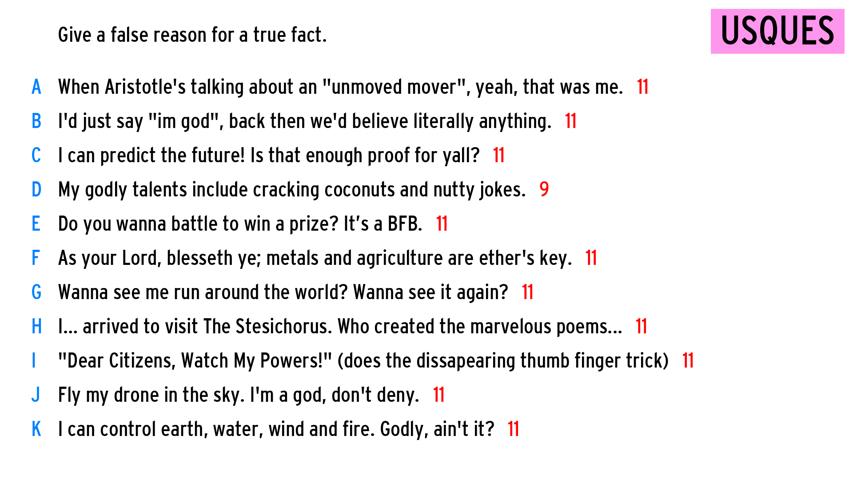 Give a false reason for a true fact.
USQUES
A When Aristotle's talking about an "unmoved mover", yeah, that was me. 11
B I'd just say "im god", back then we'd believe literally anything. 11
C I can predict the future! Is that enough proof for yall? 11
D My godly talents include cracking coconuts and nutty jokes. 9
E Do you wanna battle to win a prize? It’s a BFB. 11
F As your Lord, blesseth ye; metals and agriculture are ether's key. 11
G Wanna see me run around the world? Wanna see it again? 11
H I... arrived to visit The Stesichorus. Who created the marvelous poems... 11
I "Dear Citizens, Watch My Powers!" (does the dissapearing thumb finger trick) 11
J Fly my drone in the sky. I'm a god, don't deny. 11
K I can control earth, water, wind and fire. Godly, ain't it? 11